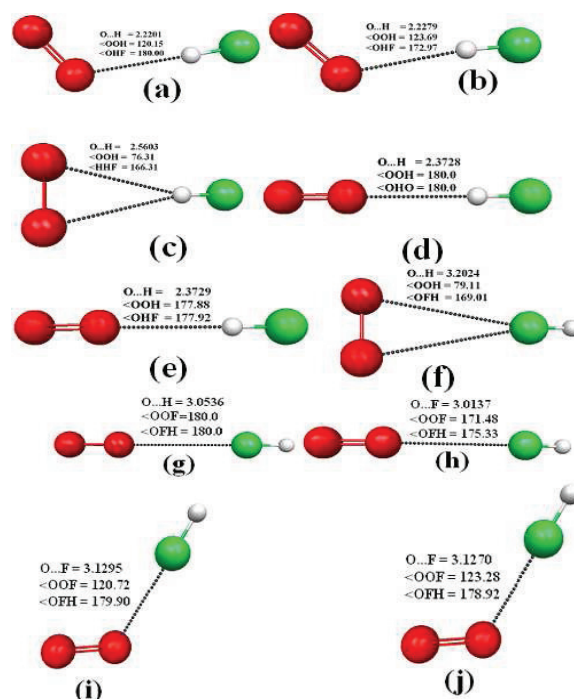 O...H = 2.2201
<OOH = 120.15
<OHF = 180.00
(a)
O...H = 2.2279
<OOH = 123.69
<OHF = 172.97
(b)
O...H = 2.5603
<OOH = 76.31
<HHF = 166.31
(c)
O...H = 2.3728
<OOH = 180.0
<OHO = 180.0
(d)
O...H = 2.3729
<OOH = 177.88
<OHF = 177.92
(e)
O...H = 3.2024
<OOH = 79.11
<OFH = 169.01
(f)
O...H = 3.0536
<OOF=180.0
<OFH = 180.0
(g)
O...F = 3.0137
<OOF = 171.48
<OFH = 175.33
(h)
O...F = 3.1295
<OOF = 120.72
<OFH = 179.90
(i)
O...F = 3.1270
<OOF = 123.28
<OFH = 178.92
(j)